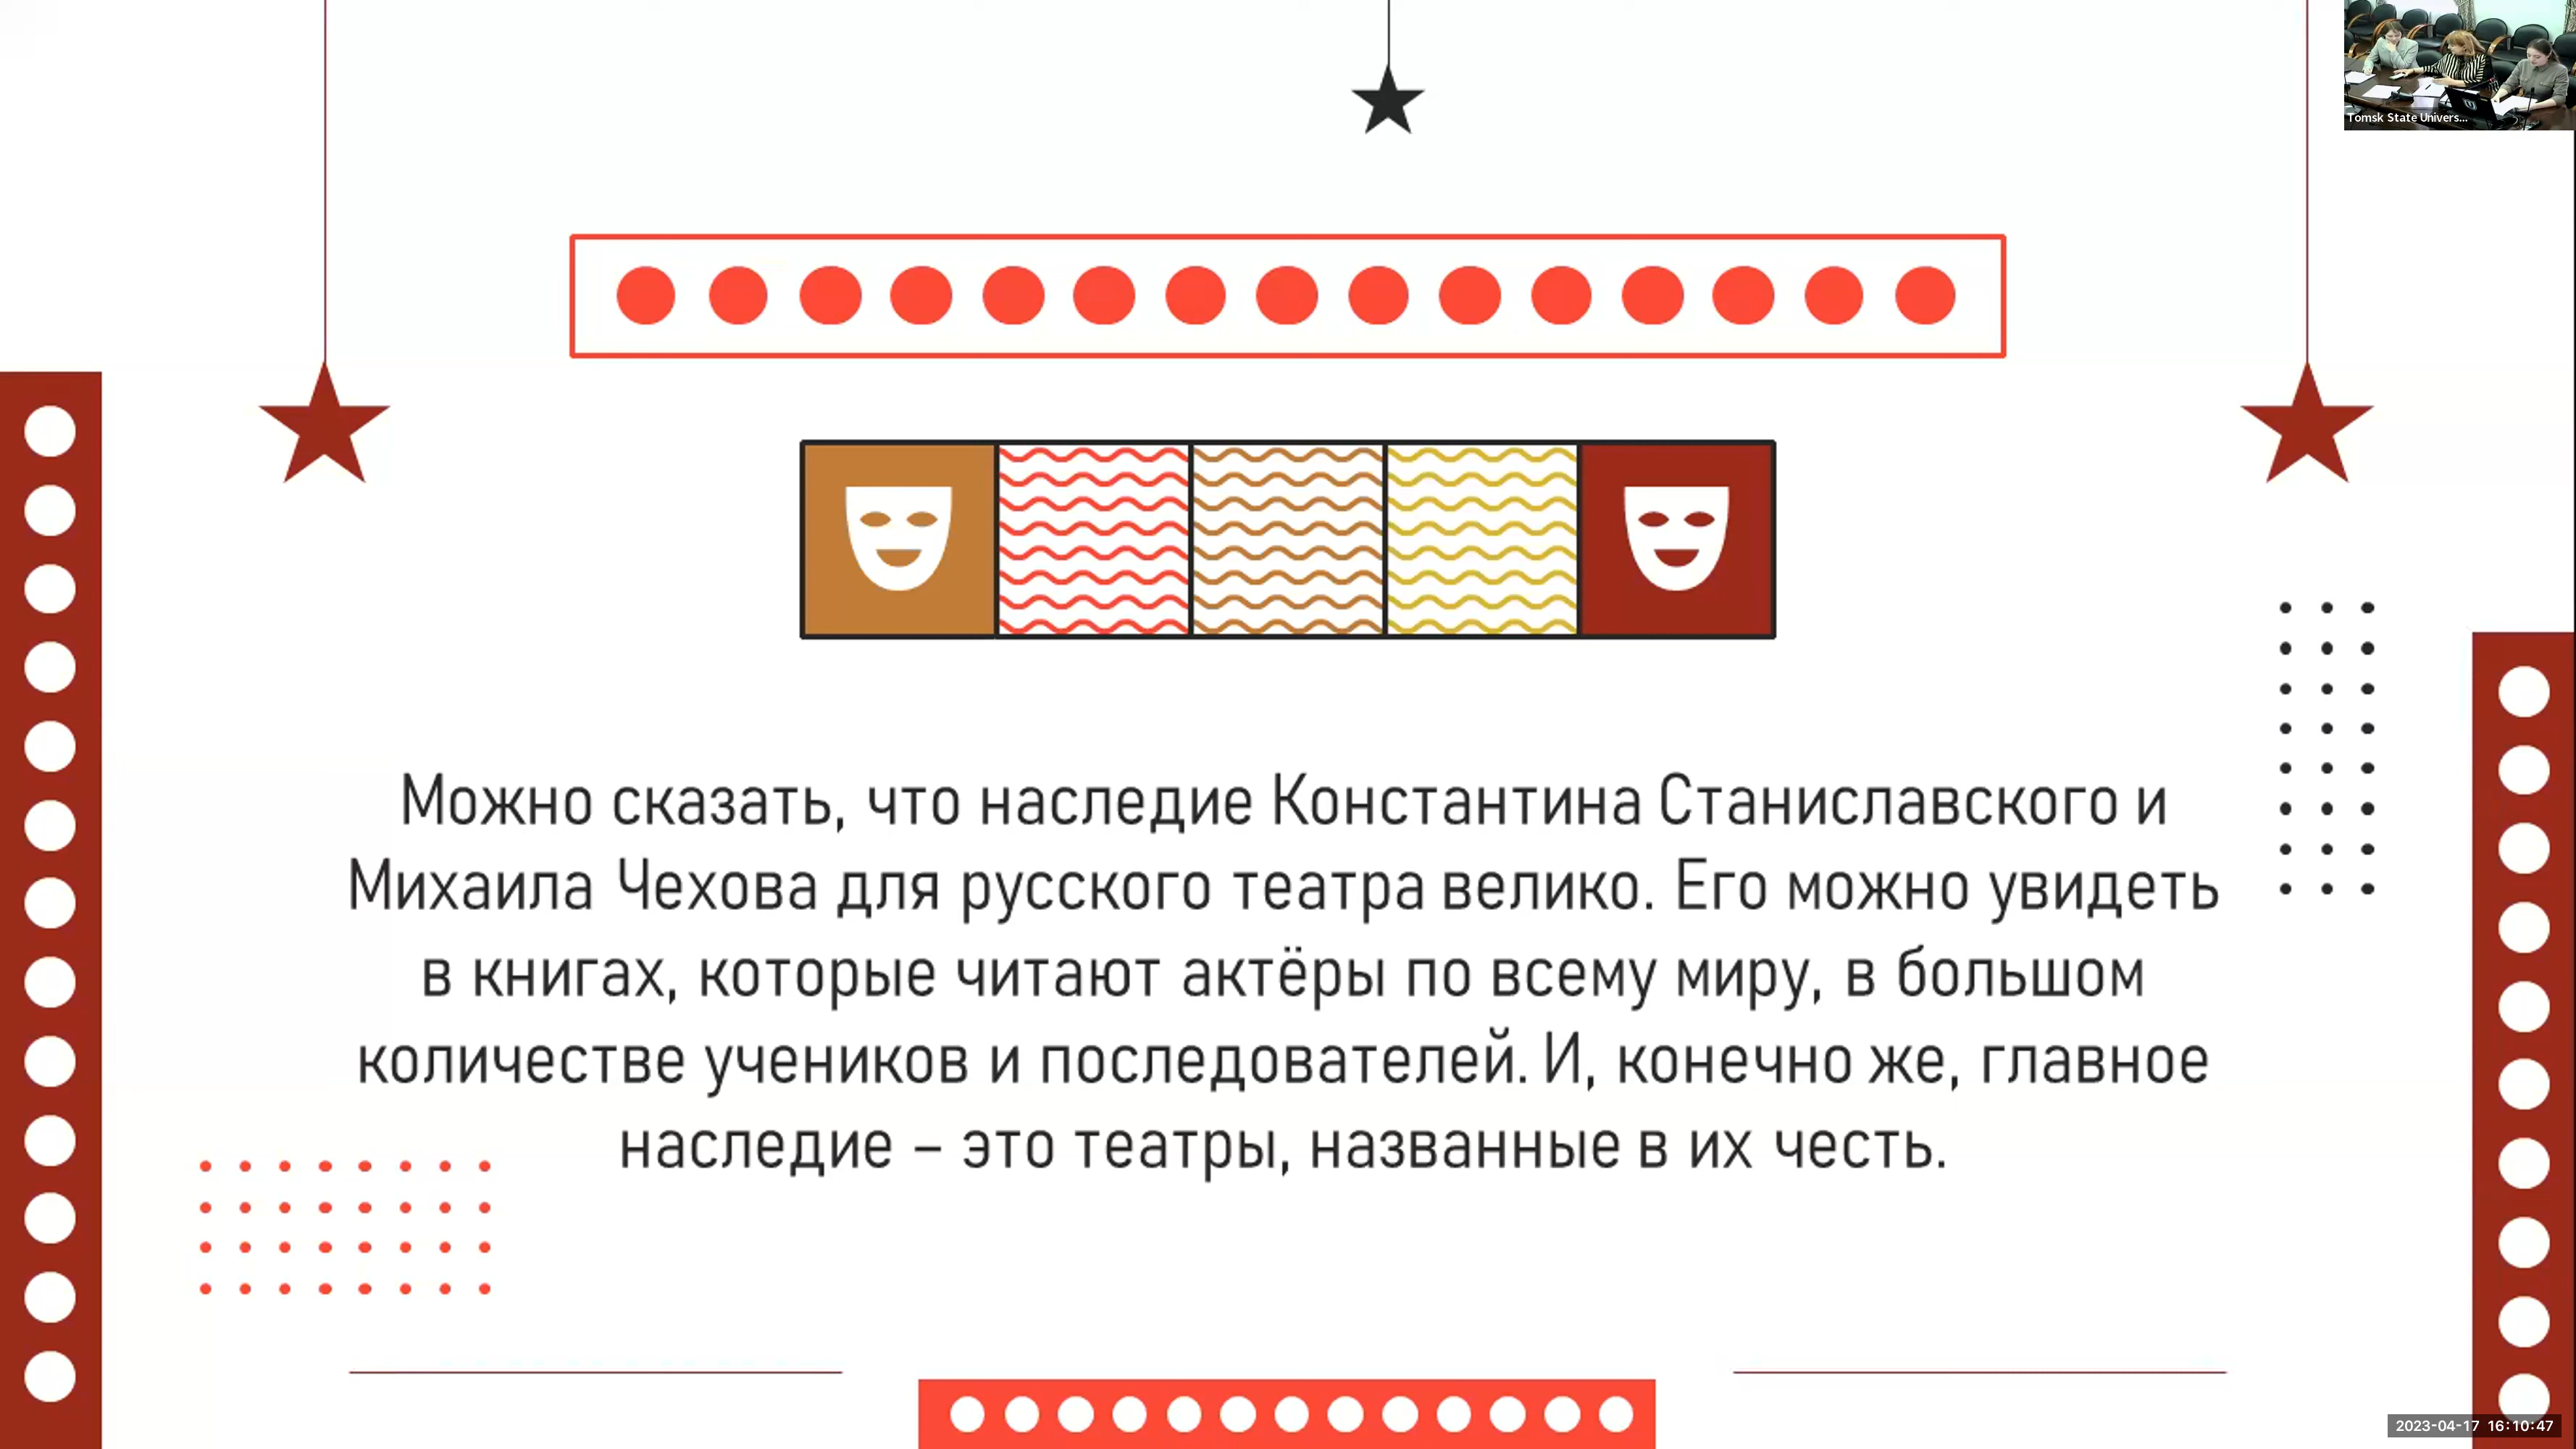 Tomsk State Univers...
Можно сказать, что наследие Константина Станиславского и
Михаила Чехова для русского театра велико. Его можно увидеть
в книгах, которые читают актёры по всему миру, в большом
количестве учеников и последователей. И, конечно же, главное
наследие – это театры, названные в их честь.
2023-04-17 16:10:47